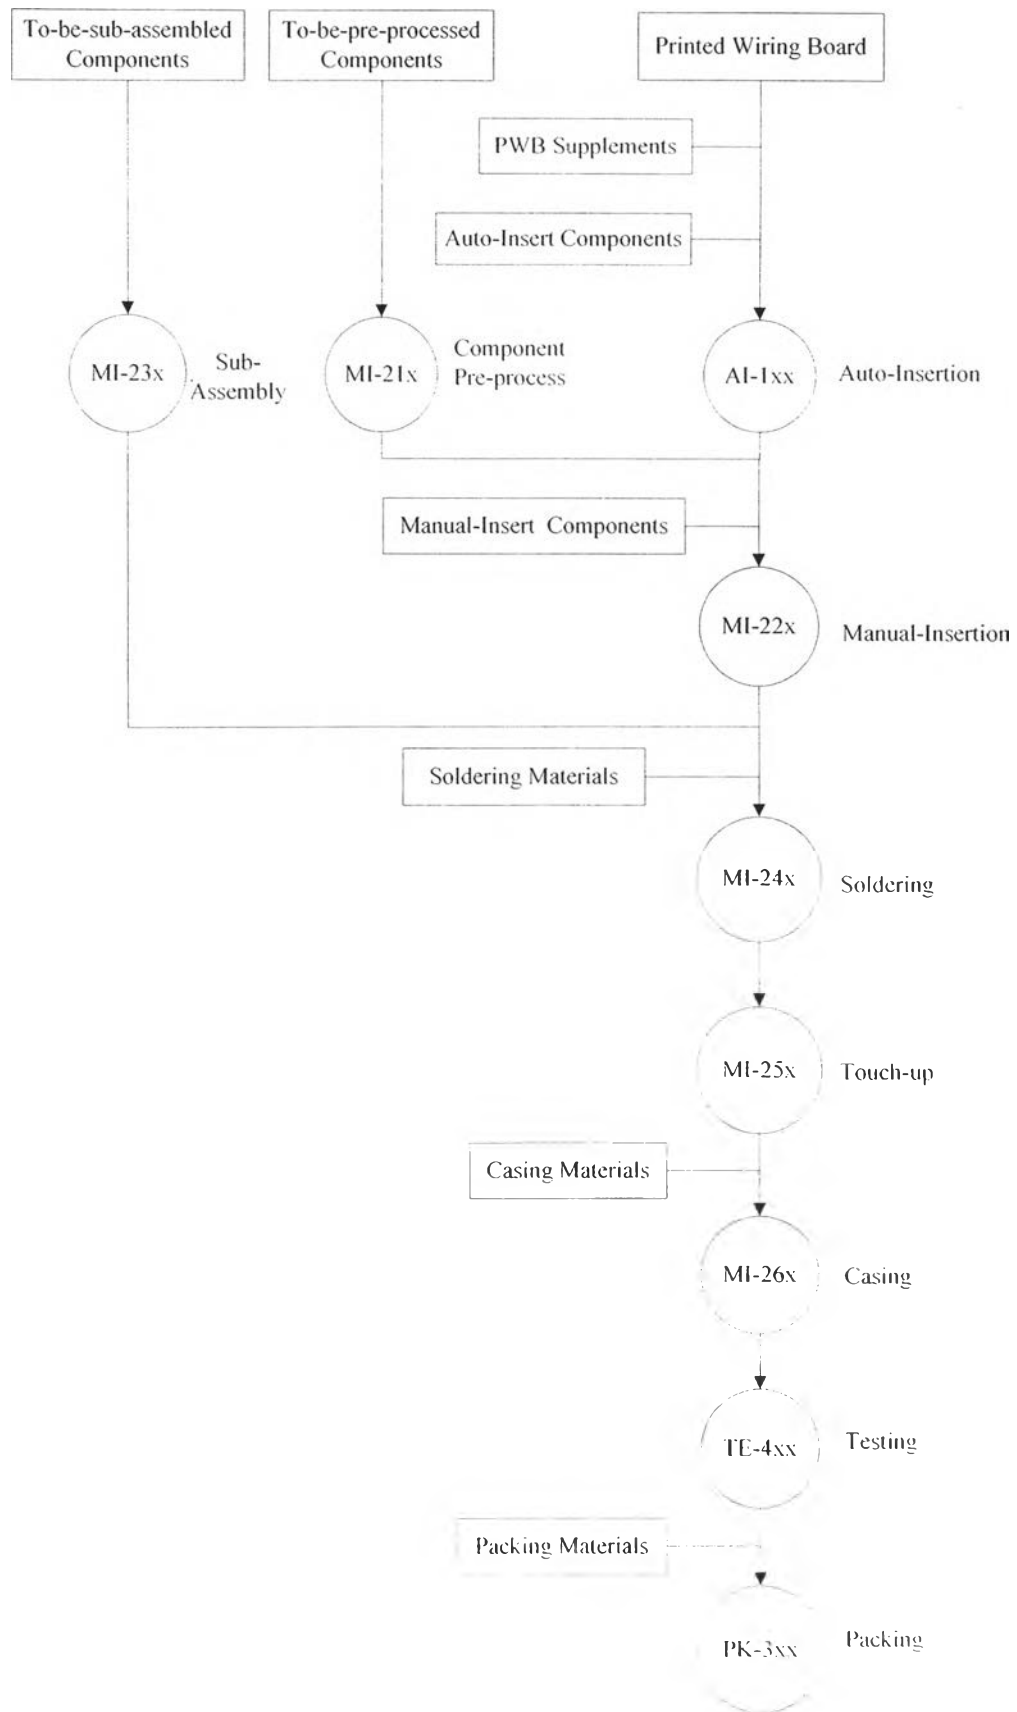 To-be-sub-assembled
Components
To-be-pre-processed
Components
Printed Wiring Board
PWB Supplements
Auto-Insert Components
MI-23x
Sub-
Assembly
MI-21x
Component
Pre-process
AI-1xx
Auto-Insertion
Manual-Insert Components
MI-22x
Manual-Insertion
Soldering Materials
MI-24x
Soldering
MI-25x
Touch-up
Casing Materials
MI-26x
Casing
TE-4xx
Testing
Packing Materials
PK-3xx
Packing